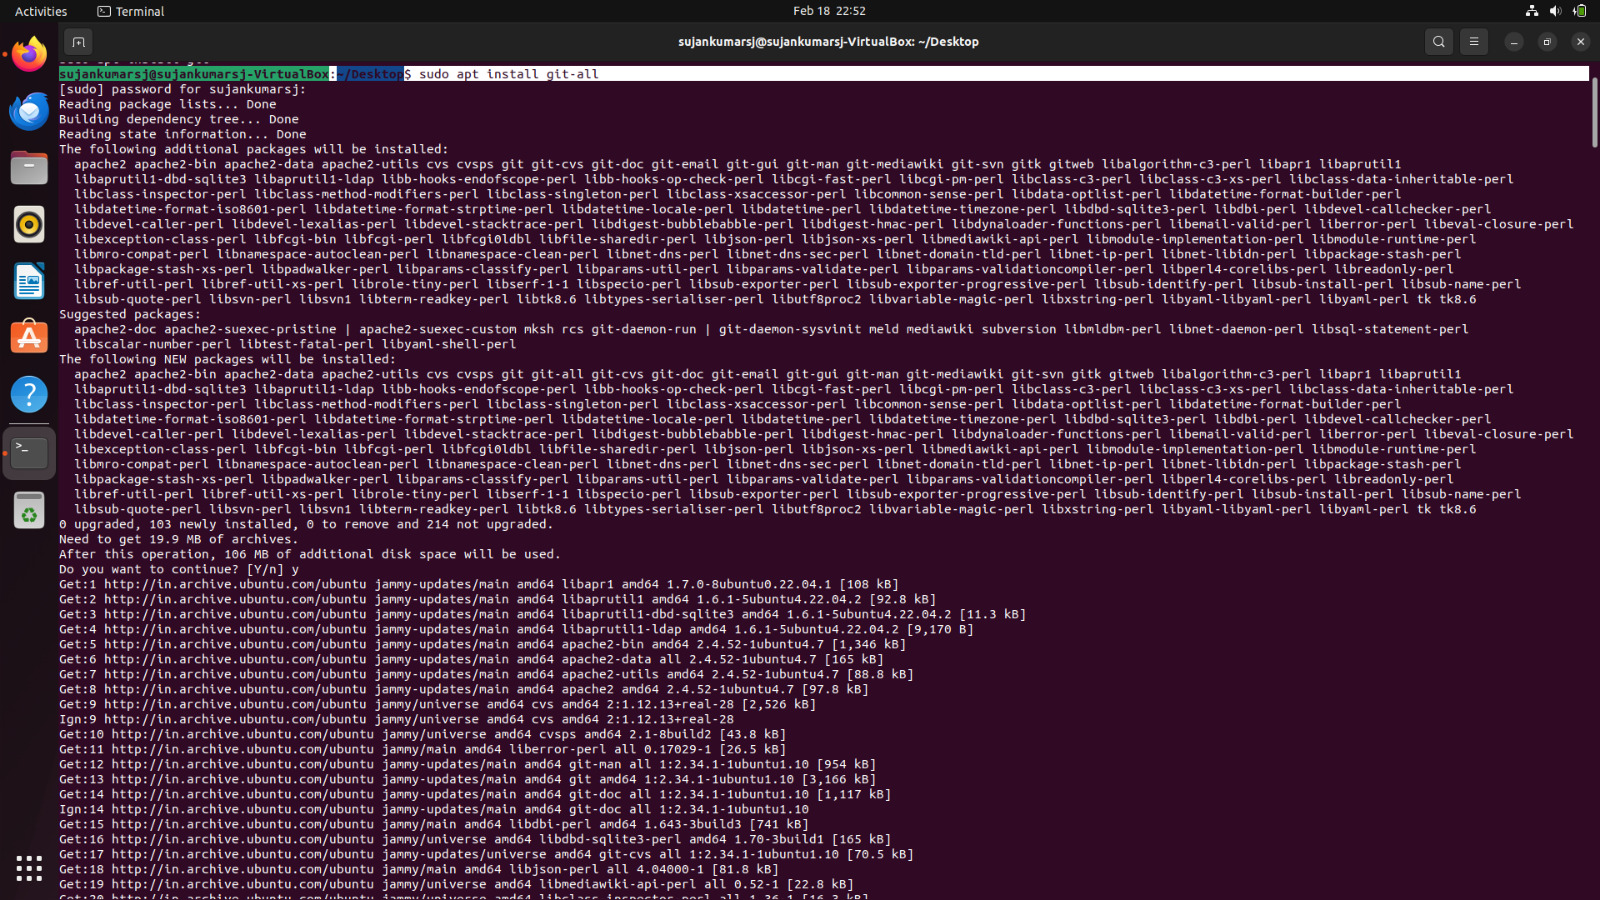 Activities
Terminal
Feb 18 22:52
sujankumarsj@sujankumarsj-VirtualBox: ~/Desktop
sujankumarsj@sujankumarsj-VirtualBox:~/Desktop$ sudo apt install git-all
[sudo] password for sujankumarsj:
Reading package lists... Done
Building dependency tree... Done
Reading state information... Done
The following additional packages will be installed:
apache2 apache2-bin apache2-data apache2-utils cvs cvsps git git-cvs git-doc git-email git-gui git-man git-mediawiki git-svn gitk gitweb libalgorithm-c3-perl libapr1 libaprutil1
libaprutil1-dbd-sqlite3 libaprutil1-ldap libb-hooks-endofscope-perl libb-hooks-op-check-perl libcgi-fast-perl libcgi-pm-perl libclass-c3-perl libclass-c3-xs-perl libclass-data-inheritable-perl
libclass-inspector-perl libclass-method-modifiers-perl libclass-singleton-perl libclass-xsaccessor-perl libcommon-sense-perl libdata-optlist-perl libdatetime-format-builder-perl
libdatetime-format-iso8601-perl libdatetime-format-strptime-perl libdatetime-locale-perl libdatetime-perl libdatetime-timezone-perl libdbd-sqlite3-perl libdbi-perl libdevel-callchecker-perl
libdevel-caller-perl libdevel-lexalias-perl libdevel-stacktrace-perl libdigest-bubblebabble-perl libdigest-hmac-perl libdynaloader-functions-perl libemail-valid-perl liberror-perl libeval-closure-perl
libexception-class-perl libfcgi-bin libfcgi-perl libfcgi0ldbl libfile-sharedir-perl libjson-perl libjson-xs-perl libmediawiki-api-perl libmodule-implementation-perl libmodule-runtime-perl
libmro-compat-perl libnamespace-autoclean-perl libnamespace-clean-perl libnet-dns-perl libnet-dns-sec-perl libnet-domain-tld-perl libnet-ip-perl libnet-libidn-perl libpackage-stash-perl
libpackage-stash-xs-perl libpadwalker-perl libparams-classify-perl libparams-util-perl libparams-validate-perl libparams-validationcompiler-perl libperl4-corelibs-perl libreadonly-perl
libref-util-perl libref-util-xs-perl librole-tiny-perl libserf-1-1 libspecio-perl libsub-exporter-perl libsub-exporter-progressive-perl libsub-identify-perl libsub-install-perl libsub-name-perl
libsub-quote-perl libsvn-perl libsvn1 libterm-readkey-perl libtk8.6 libtypes-serialiser-perl libutf8proc2 libvariable-magic-perl libxstring-perl libyaml-libyaml-perl libyaml-perl tk tk8.6
Suggested packages:
apache2-doc apache2-suexec-pristine | apache2-suexec-custom mksh rcs git-daemon-run | git-daemon-sysvinit meld mediawiki subversion libmldbm-perl libnet-daemon-perl libsql-statement-perl
libscalar-number-perl libtest-fatal-perl libyaml-shell-perl
The following NEW packages will be installed:
apache2 apache2-bin apache2-data apache2-utils cvs cvsps git git-all git-cvs git-doc git-email git-gui git-man git-mediawiki git-svn gitk gitweb libalgorithm-c3-perl libapr1 libaprutil1
libaprutil1-dbd-sqlite3 libaprutil1-ldap libb-hooks-endofscope-perl libb-hooks-op-check-perl libcgi-fast-perl libcgi-pm-perl libclass-c3-perl libclass-c3-xs-perl libclass-data-inheritable-perl
libclass-inspector-perl libclass-method-modifiers-perl libclass-singleton-perl libclass-xsaccessor-perl libcommon-sense-perl libdata-optlist-perl libdatetime-format-builder-perl
libdatetime-format-iso8601-perl libdatetime-format-strptime-perl libdatetime-locale-perl libdatetime-perl libdatetime-timezone-perl libdbd-sqlite3-perl libdbi-perl libdevel-callchecker-perl
libdevel-caller-perl libdevel-lexalias-perl libdevel-stacktrace-perl libdigest-bubblebabble-perl libdigest-hmac-perl libdynaloader-functions-perl libemail-valid-perl liberror-perl libeval-closure-perl
libexception-class-perl libfcgi-bin libfcgi-perl libfcgi0ldbl libfile-sharedir-perl libjson-perl libjson-xs-perl libmediawiki-api-perl libmodule-implementation-perl libmodule-runtime-perl
libmro-compat-perl libnamespace-autoclean-perl libnamespace-clean-perl libnet-dns-perl libnet-dns-sec-perl libnet-domain-tld-perl libnet-ip-perl libnet-libidn-perl libpackage-stash-perl
libpackage-stash-xs-perl libpadwalker-perl libparams-classify-perl libparams-util-perl libparams-validate-perl libparams-validationcompiler-perl libperl4-corelibs-perl libreadonly-perl
libref-util-perl libref-util-xs-perl librole-tiny-perl libserf-1-1 libspecio-perl libsub-exporter-perl libsub-exporter-progressive-perl libsub-identify-perl libsub-install-perl libsub-name-perl
libsub-quote-perl libsvn-perl libsvn1 libterm-readkey-perl libtk8.6 libtypes-serialiser-perl libutf8proc2 libvariable-magic-perl libxstring-perl libyaml-libyaml-perl libyaml-perl tk tk8.6
0 upgraded, 103 newly installed, 0 to remove and 214 not upgraded.
Need to get 19.9 MB of archives.
After this operation, 106 MB of additional disk space will be used.
Do you want to continue? [Y/n] y
Get:1 http://in.archive.ubuntu.com/ubuntu jammy-updates/main amd64 libapr1 amd64 1.7.0-8ubuntu0.22.04.1 [108 kB]
Get:2 http://in.archive.ubuntu.com/ubuntu jammy-updates/main amd64 libaprutil1 amd64 1.6.1-5ubuntu4.22.04.2 [92.8 kB]
Get:3 http://in.archive.ubuntu.com/ubuntu jammy-updates/main amd64 libaprutil1-dbd-sqlite3 amd64 1.6.1-5ubuntu4.22.04.2 [11.3 kB]
Get:4 http://in.archive.ubuntu.com/ubuntu jammy-updates/main amd64 libaprutil1-ldap amd64 1.6.1-5ubuntu4.22.04.2 [9,170 B]
Get:5 http://in.archive.ubuntu.com/ubuntu jammy-updates/main amd64 apache2-bin amd64 2.4.52-1ubuntu4.7 [1,346 kB]
Get:6 http://in.archive.ubuntu.com/ubuntu jammy-updates/main amd64 apache2-data all 2.4.52-1ubuntu4.7 [165 kB]
Get:7 http://in.archive.ubuntu.com/ubuntu jammy-updates/main amd64 apache2-utils amd64 2.4.52-1ubuntu4.7 [88.8 kB]
Get:8 http://in.archive.ubuntu.com/ubuntu jammy-updates/main amd64 apache2 amd64 2.4.52-1ubuntu4.7 [97.8 kB]
Get:9 http://in.archive.ubuntu.com/ubuntu jammy/universe amd64 cvs amd64 2:1.12.13+real-28 [2,526 kB]
Ign:9 http://in.archive.ubuntu.com/ubuntu jammy/universe amd64 cvs amd64 2:1.12.13+real-28
Get:10 http://in.archive.ubuntu.com/ubuntu jammy/universe amd64 cvsps amd64 2.1-8build2 [43.8 kB]
Get:11 http://in.archive.ubuntu.com/ubuntu jammy/main amd64 liberror-perl all 0.17029-1 [26.5 kB]
Get:12 http://in.archive.ubuntu.com/ubuntu jammy-updates/main amd64 git-man all 1:2.34.1-1ubuntu1.10 [954 kB]
Get:13 http://in.archive.ubuntu.com/ubuntu jammy-updates/main amd64 git amd64 1:2.34.1-1ubuntu1.10 [3,166 kB]
Get:14 http://in.archive.ubuntu.com/ubuntu jammy-updates/main amd64 git-doc all 1:2.34.1-1ubuntu1.10 [1,117 kB]
Ign:14 http://in.archive.ubuntu.com/ubuntu jammy-updates/main amd64 git-doc all 1:2.34.1-1ubuntu1.10
Get:15 http://in.archive.ubuntu.com/ubuntu jammy/main amd64 libdbi-perl amd64 1.643-3build3 [741 kB]
Get:16 http://in.archive.ubuntu.com/ubuntu jammy/universe amd64 libdbd-sqlite3-perl amd64 1.70-3build1 [165 kB]
Get:17 http://in.archive.ubuntu.com/ubuntu jammy-updates/universe amd64 git-cvs all 1:2.34.1-1ubuntu1.10 [70.5 kB]
Get:18 http://in.archive.ubuntu.com/ubuntu jammy/main amd64 libjson-perl all 4.04000-1 [81.8 kB]
Get:19 http://in.archive.ubuntu.com/ubuntu jammy/universe amd64 libmediawiki-api-perl all 0.52-1 [22.8 kB]